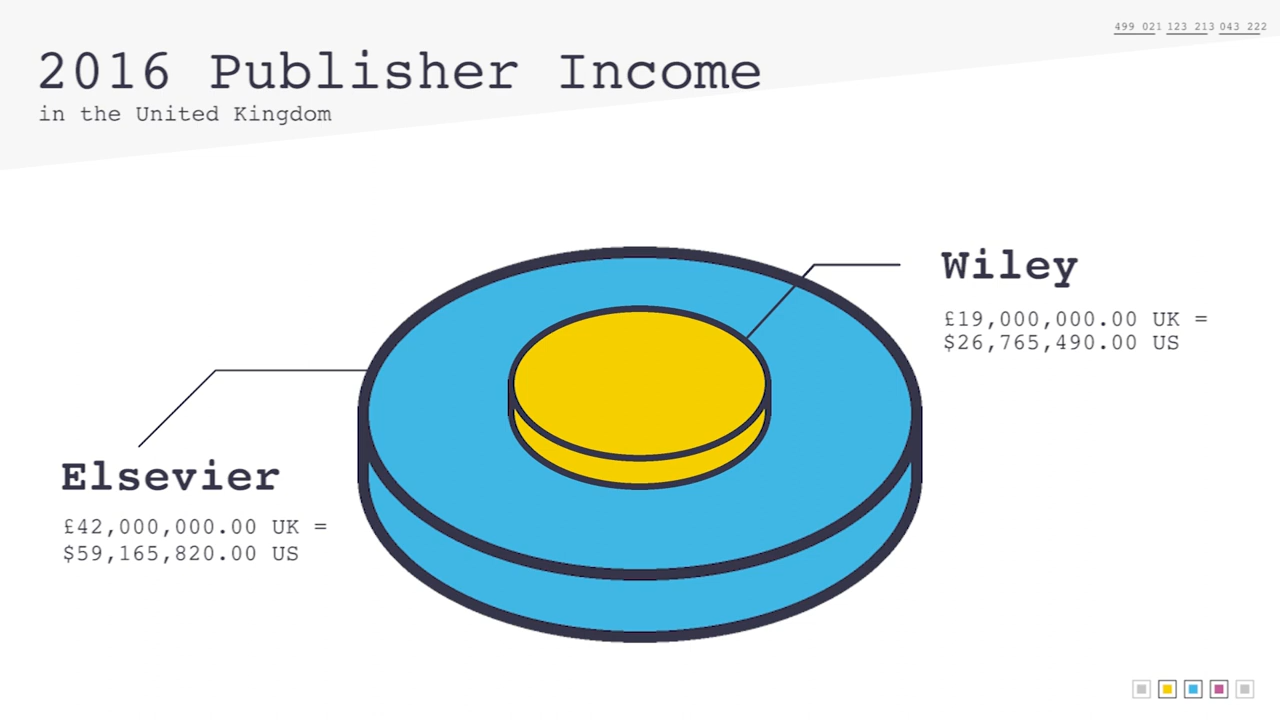 499 021 123 213 043 222
2016 Publisher Income
in the United Kingdom
Wiley
£19,000,000.00 UK =
$26,765,490.00 US
Elsevier
£42,000,000.00 UK =
$59,165,820.00 US